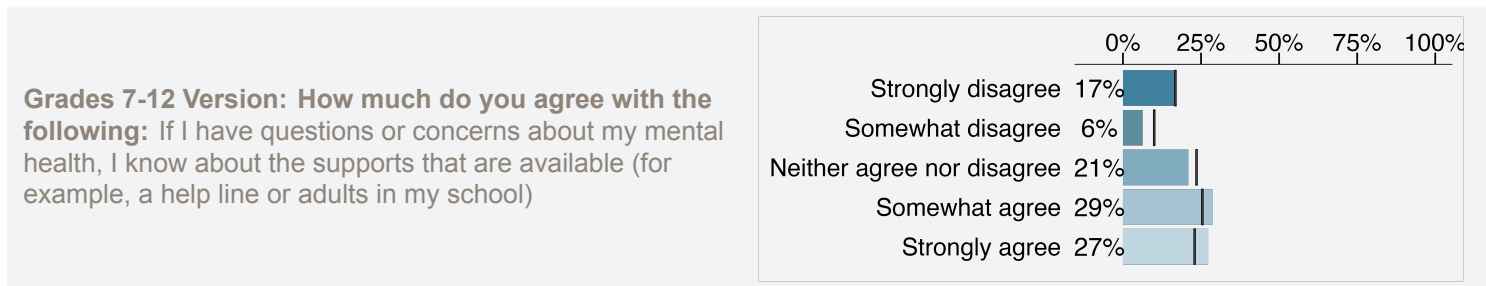 Grades 7-12 Version: How much do you agree with the
following: If I have questions or concerns about my mental
health, I know about the supports that are available (for
example, a help line or adults in my school)
0% 25% 50% 75% 100%
Strongly disagree 17%
Somewhat disagree 6%
Neither agree nor disagree 21%
Somewhat agree 29%
Strongly agree 27%